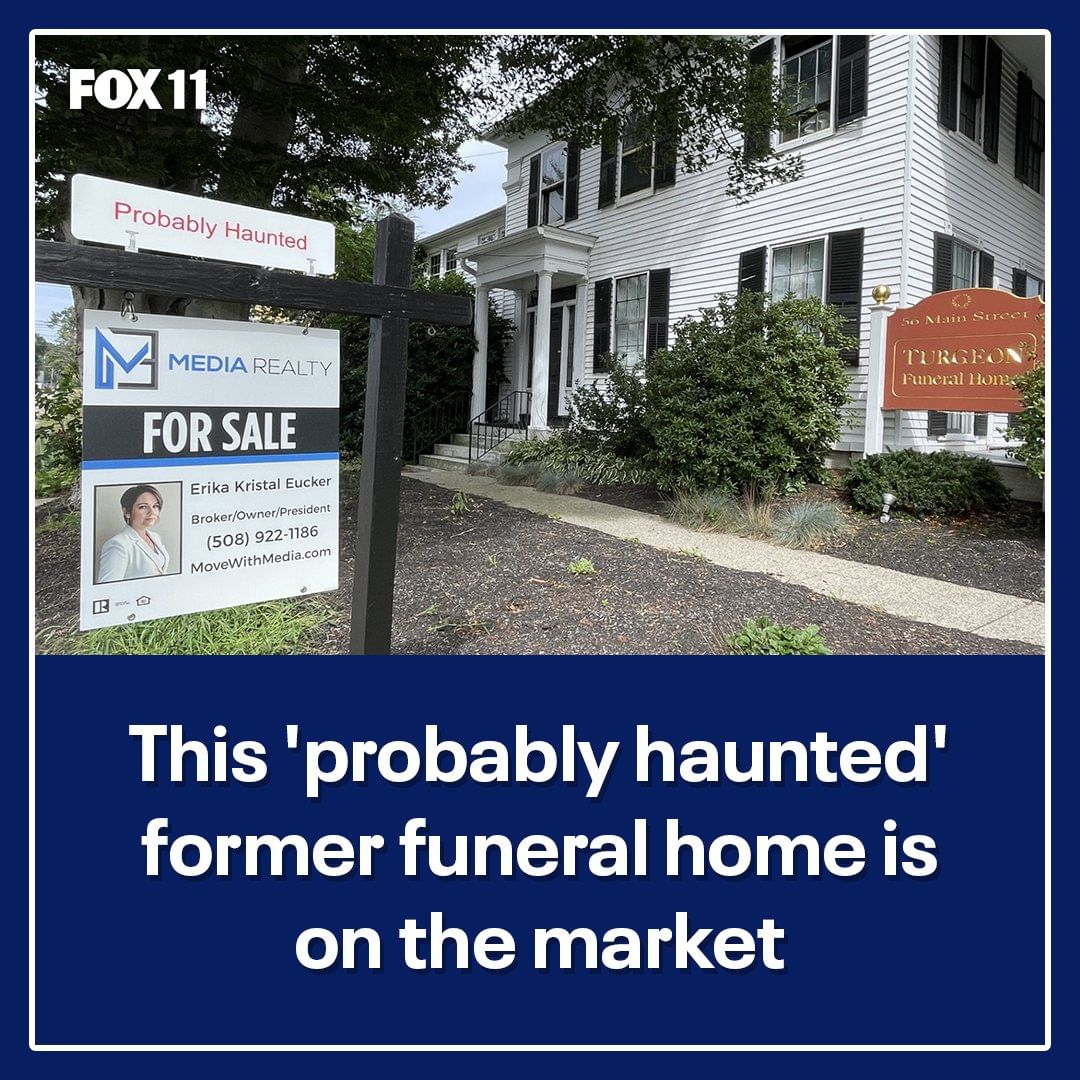 FOX 11
Probably Haunted
MEDIA REALTY
FOR SALE
Erika Kristal Eucker
Broker/Owner/President
(508) 922-1186
MoveWithMedia.com
56 Main Street
TURGEON
Funeral Home
This 'probably haunted'
former funeral home is
on the market